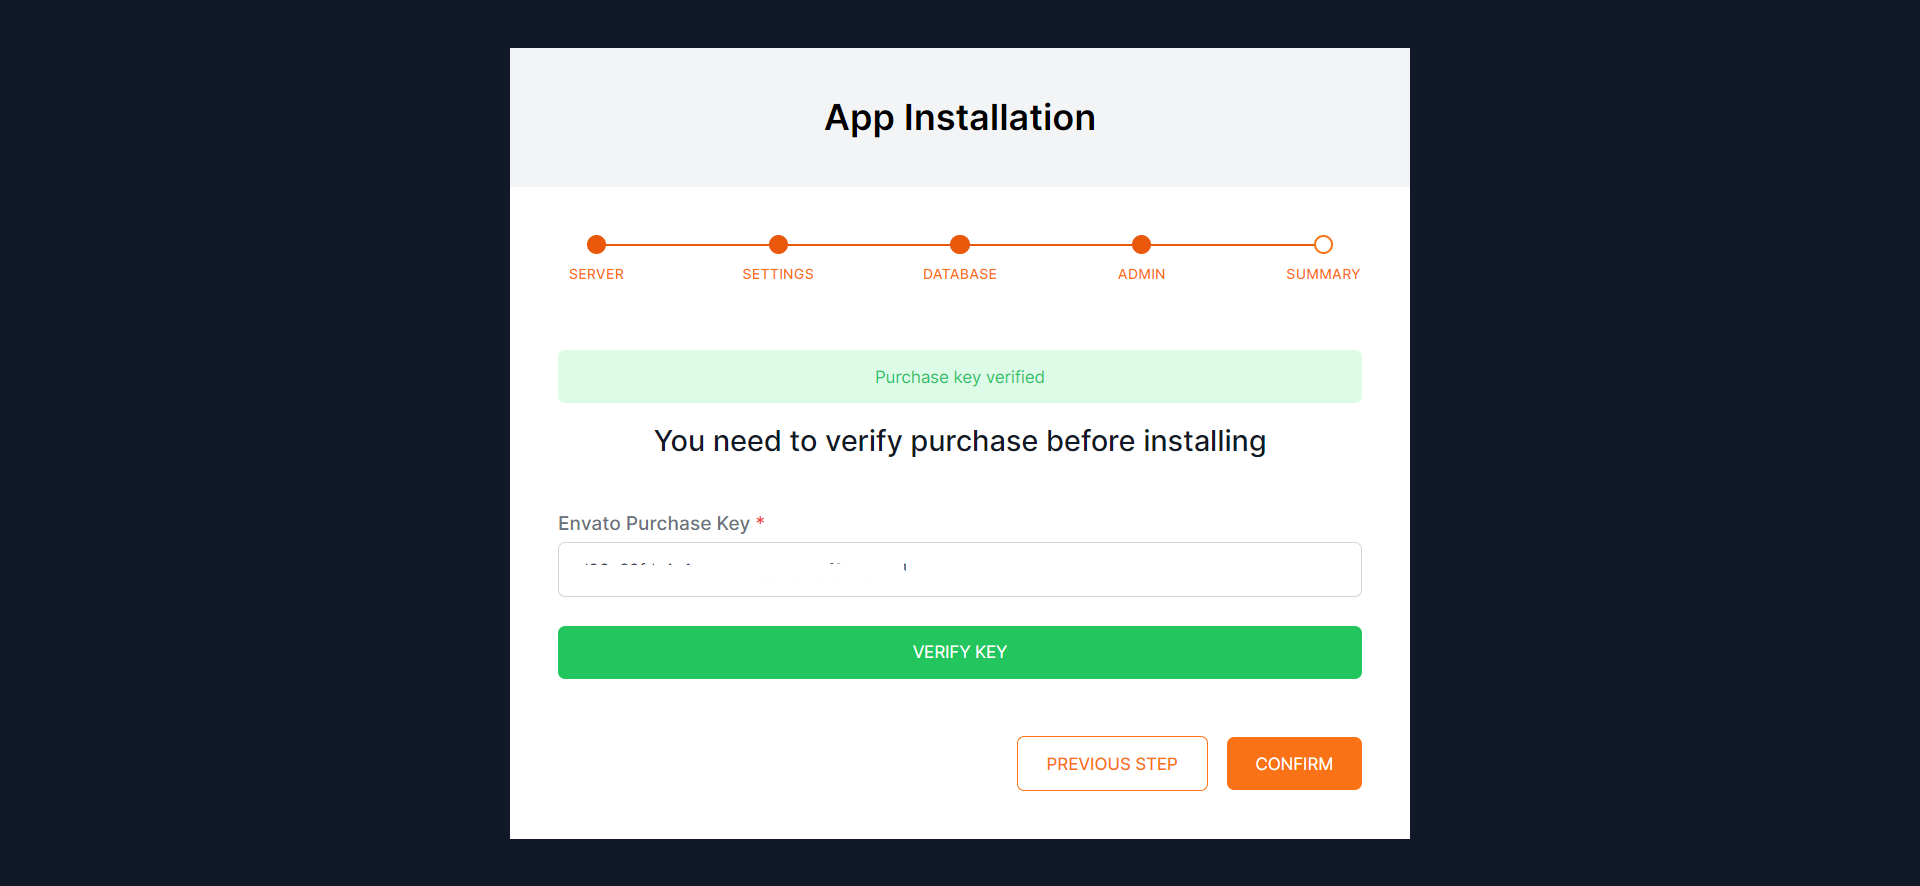 App Installation
SERVER SETTINGS DATABASE ADMIN SUMMARY
Purchase key verified
You need to verify purchase before installing
Envato Purchase Key *
VERIFY KEY
PREVIOUS STEP CONFIRM